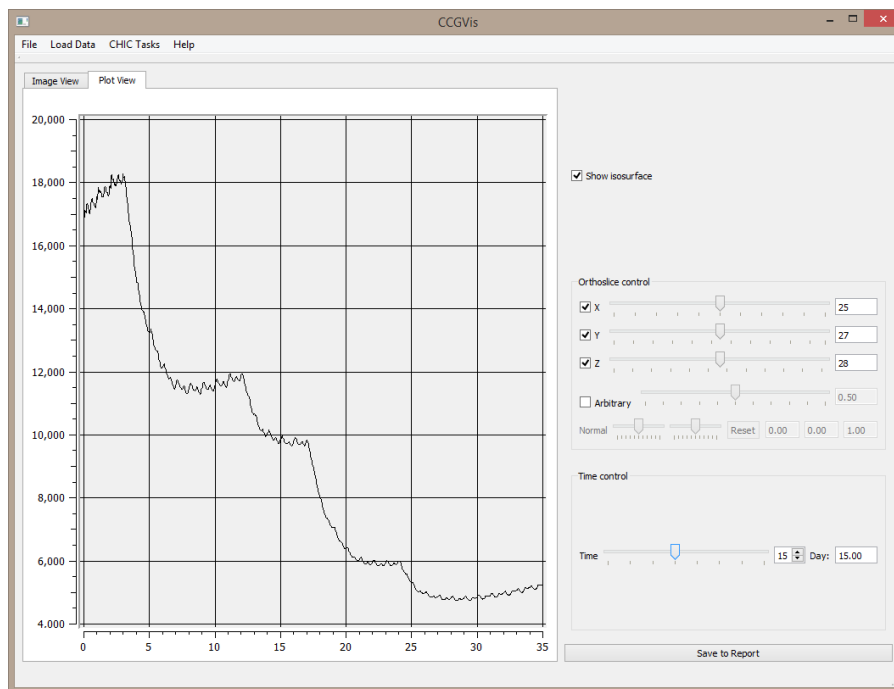 CCGVis
File Load Data CHIC Tasks Help
Image View Plot View
20,000
18,000
16,000
14,000
12,000
10,000
8,000
6,000
4.000
0 5 10 15 20 25 30 35
Show isosurface
Orthoslice control
X 25
Y 27
Z 28
Arbitrary 0.50
Normal Reset 0.00 0.00 1.00
Time control
Time 15 Day: 15.00
Save to Report